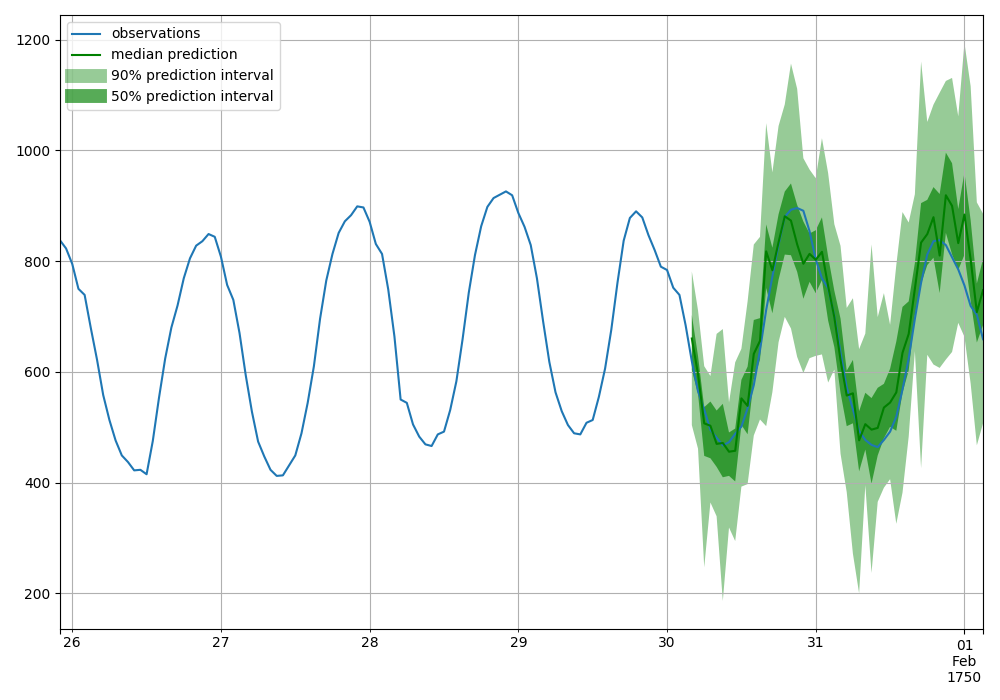 observations
median prediction
90% prediction interval
50% prediction interval
1200
1000
800
600
400
200
26 27 28 29 30 31 01
Feb
1750